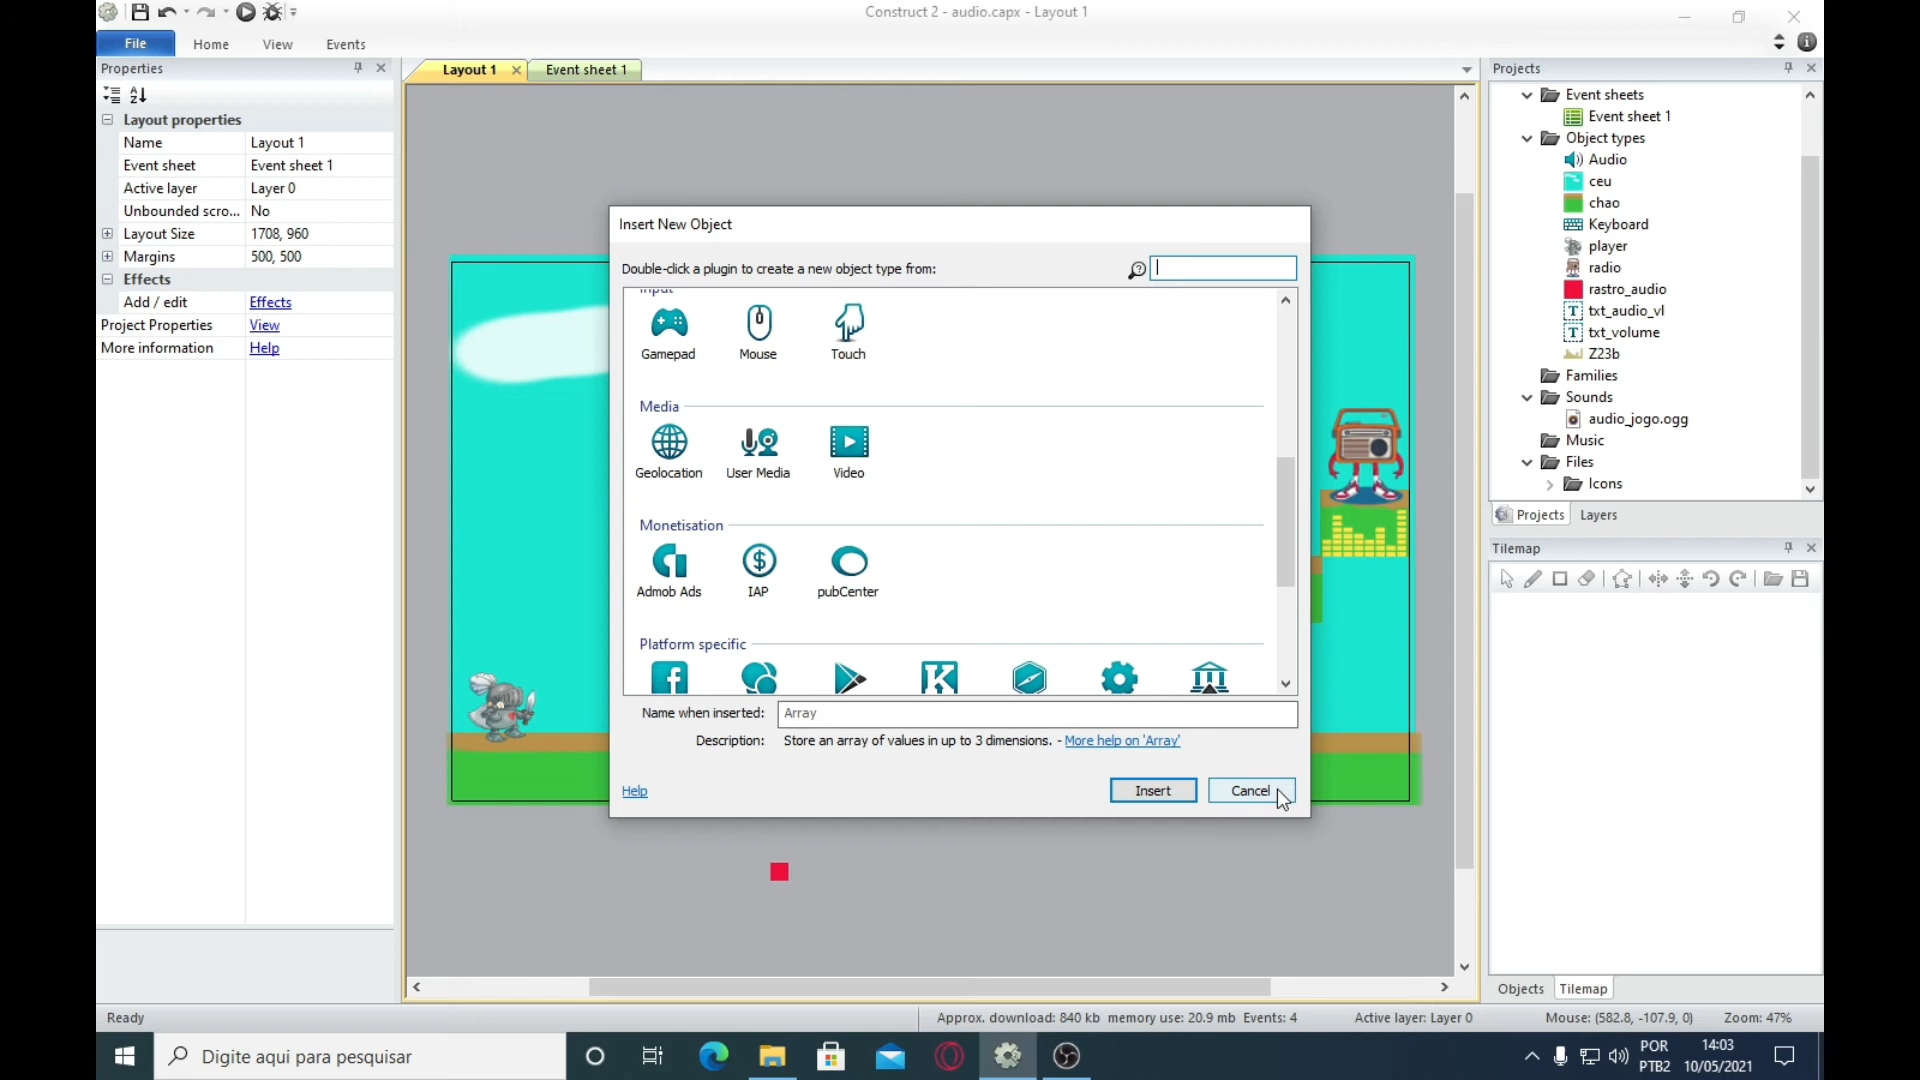 Construct 2 - audio.capx - Layout 1
File
Home
View
Events
Properties
Layout properties
Name Layout 1
Event sheet Event sheet 1
Active layer Layer 0
Unbounded scro... No
Layout Size 1708, 960
Margins 500, 500
Effects
Add / edit Effects
Project Properties View
More information Help
Layout 1
Event sheet 1
Insert New Object
Double-click a plugin to create a new object type from:
Input
Gamepad Mouse Touch
Media
Geolocation User Media Video
Monetisation
Admob Ads IAP pubCenter
Platform specific
Name when inserted: Array
Description: Store an array of values in up to 3 dimensions. - More help on 'Array'
Help
Insert
Cancel
Projects
Event sheets
Event sheet 1
Object types
Audio
ceu
chao
Keyboard
player
radio
rastro_audio
T txt_audio_vl
T txt_volume
Z23b
Families
Sounds
audio_jogo.ogg
Music
Files
Icons
Projects Layers
Tilemap
Objects Tilemap
Ready
Approx. download: 840 kb memory use: 20.9 mb Events: 4
Active layer: Layer 0
Mouse: (582.8, -107.9, 0)
Zoom: 47%
Digite aqui para pesquisar
POR
PTB2
14:03
10/05/2021